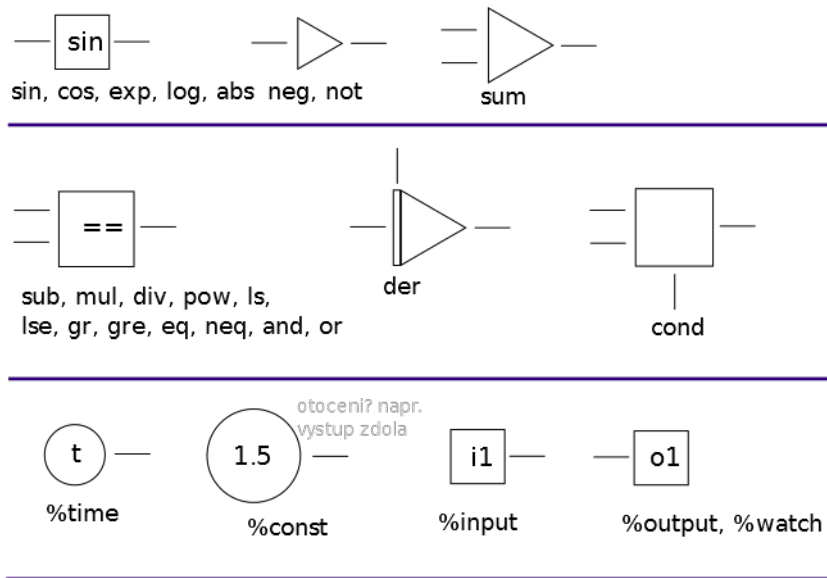 sin
sin, cos, exp, log, abs
neg, not
sum
==
sub, mul, div, pow, ls,
lse, gr, gre, eq, neq, and, or
der
cond
otoceni? napr.
vystup zdola
t
%time
1.5
%const
i1
%input
o1
%output, %watch